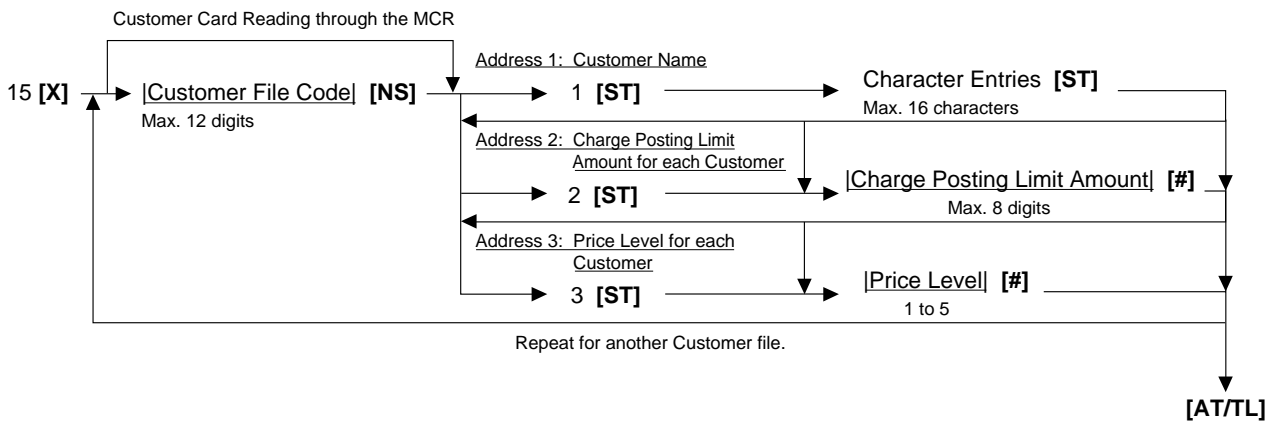 Customer Card Reading through the MCR
Address 1: Customer Name
15 [X] |Customer File Code| [NS] 1 [ST] Character Entries [ST]
Max. 12 digits
Max. 16 characters
Address 2: Charge Posting Limit
Amount for each Customer
2 [ST] |Charge Posting Limit Amount| [#]
Max. 8 digits
Address 3: Price Level for each
Customer
3 [ST] |Price Level| [#]
1 to 5
Repeat for another Customer file.
[AT/TL]